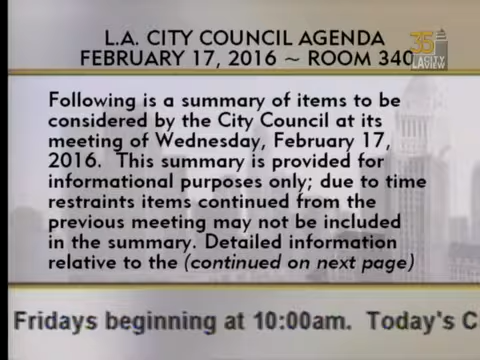 L.A. CITY COUNCIL AGENDA
FEBRUARY 17, 2016 ~ ROOM 340
35
LACITY
LAVIEW
Following is a summary of items to be
considered by the City Council at its
meeting of Wednesday, February 17,
2016.  This summary is provided for
informational purposes only; due to time
restraints items continued from the
previous meeting may not be included
in the summary. Detailed information
relative to the (continued on next page)
Fridays beginning at 10:00am.  Today's C